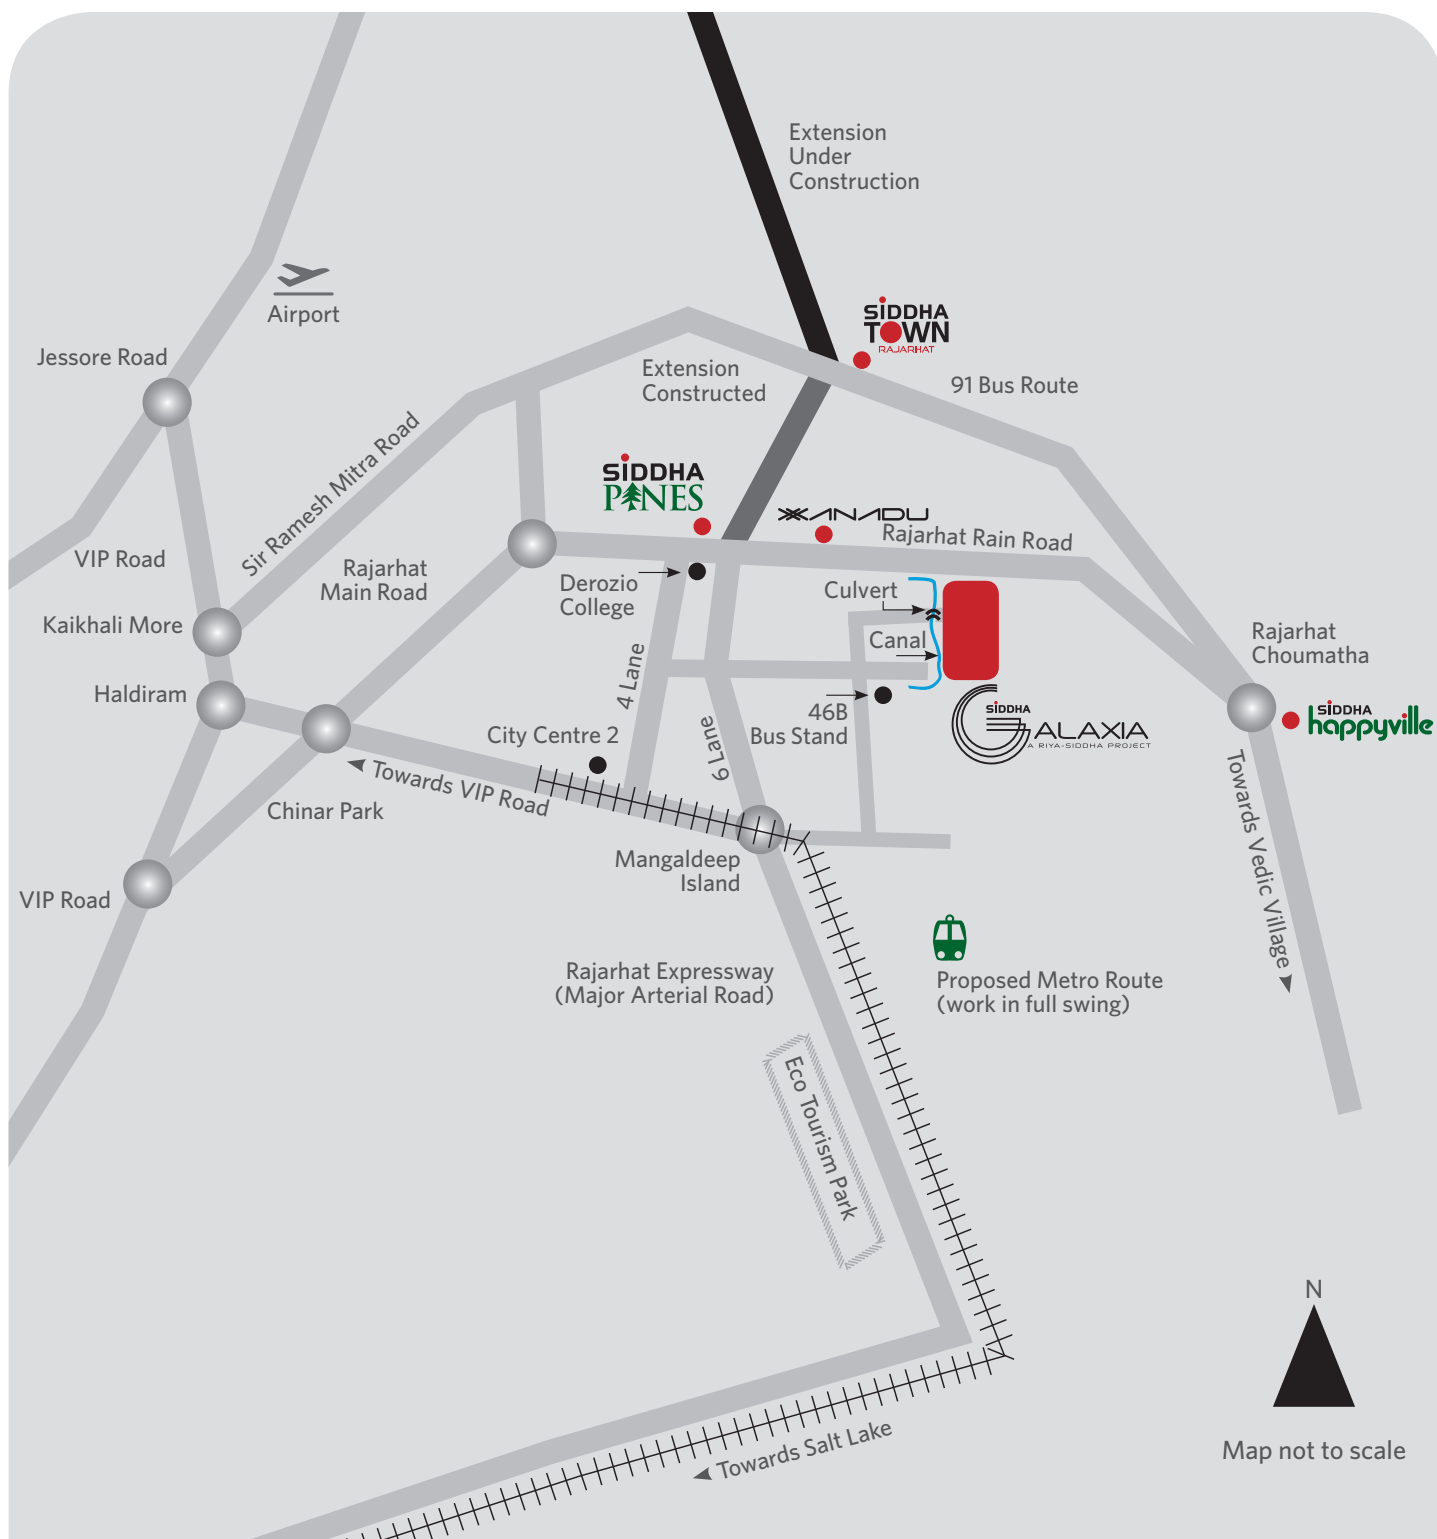 Extension
Under
Construction
Airport
SiDDHA
TOWN
RAJARHAT
Jessore Road
Extension
Constructed
91 Bus Route
Sir Ramesh Mitra Road
SiDDHA
PINES
XANADU
Rajarhat Rain Road
VIP Road
Rajarhat
Main Road
Derozio
College
Culvert
Kaikhali More
Canal
Rajarhat
Choumatha
Haldiram
4 Lane
46B
Bus Stand
SiDDHA
GALAXIA
A RIYA-SIDDHA PROJECT
SiDDHA
happyville
City Centre 2
6 Lane
Towards VIP Road
Chinar Park
Towards Vedic Village
Mangaldeep
Island
VIP Road
Rajarhat Expressway
(Major Arterial Road)
Proposed Metro Route
(work in full swing)
Eco Tourism Park
N
Towards Salt Lake
Map not to scale